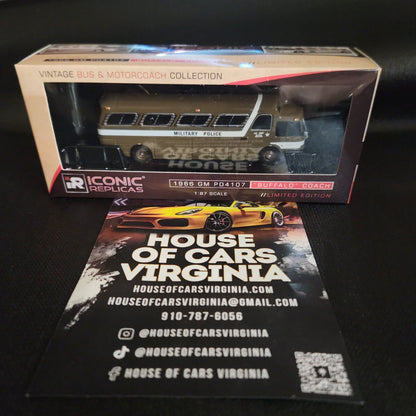 VINTAGE BUS & MOTORCOACH COLLECTION
MILITARY POLICE
ICONIC
REPLICAS
1966 GM PD4107 "BUFFALO" COACH
1:87 SCALE
//LIMITED EDITION
HOUSE
OF CARS
VIRGINIA
HOUSEOFCARSVIRGINIA.COM
HOUSEOFCARSVIRGINIA@GMAIL.COM
910-787-6056
@HOUSEOFCARSVIRGINIA
@HOUSEOFCARSVIRGINIA
HOUSE OF CARS VIRGINIA